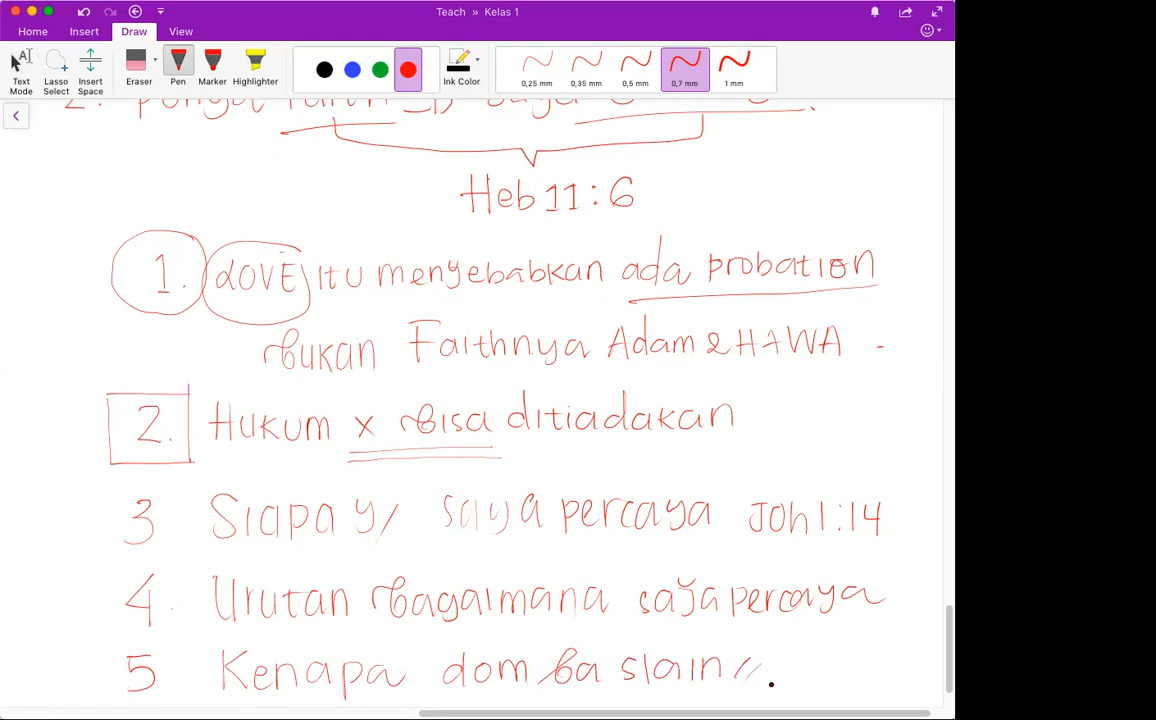 Teach » Kelas 1
Home Insert Draw View
Text Mode Lasso Select Insert Space Eraser Pen Marker Highlighter Ink Color 0,25 mm 0,35 mm 0,5 mm 0,7 mm 1 mm
2.
Heb 11:6
1. LOVE itu menyebabkan ada probation
bukan Faithnya Adam & HAWA -
2. Hukum x bisa ditiadakan
3 Siapa y/ saya percaya JOh 1:14
4. Urutan bagaimana saya percaya
5 Kenapa domba slain //